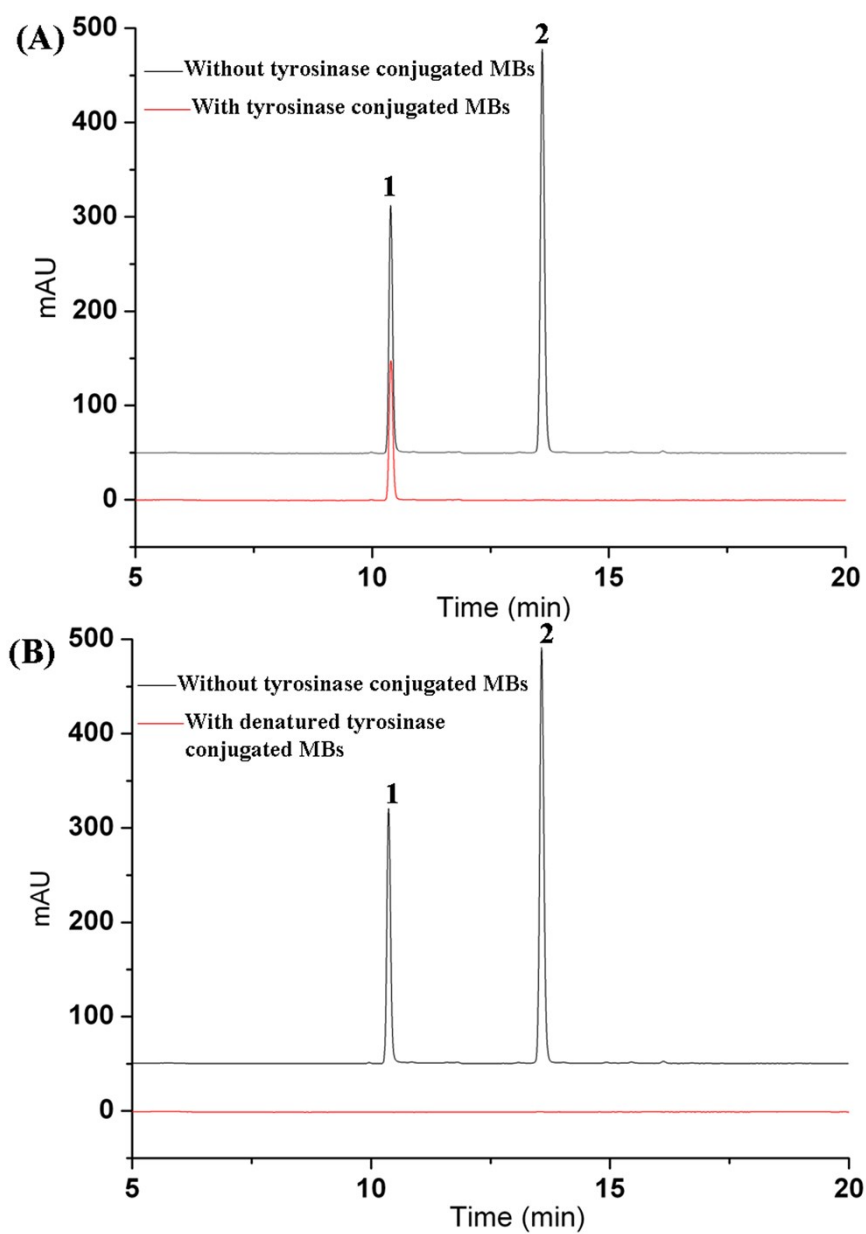 (A)
500
400
300
200
100
0
mAU
Without tyrosinase conjugated MBs
With tyrosinase conjugated MBs
1
2
5
10
15
20
Time (min)
(B)
500
400
300
200
100
0
mAU
Without tyrosinase conjugated MBs
With denatured tyrosinase
conjugated MBs
1
2
5
10
15
20
Time (min)